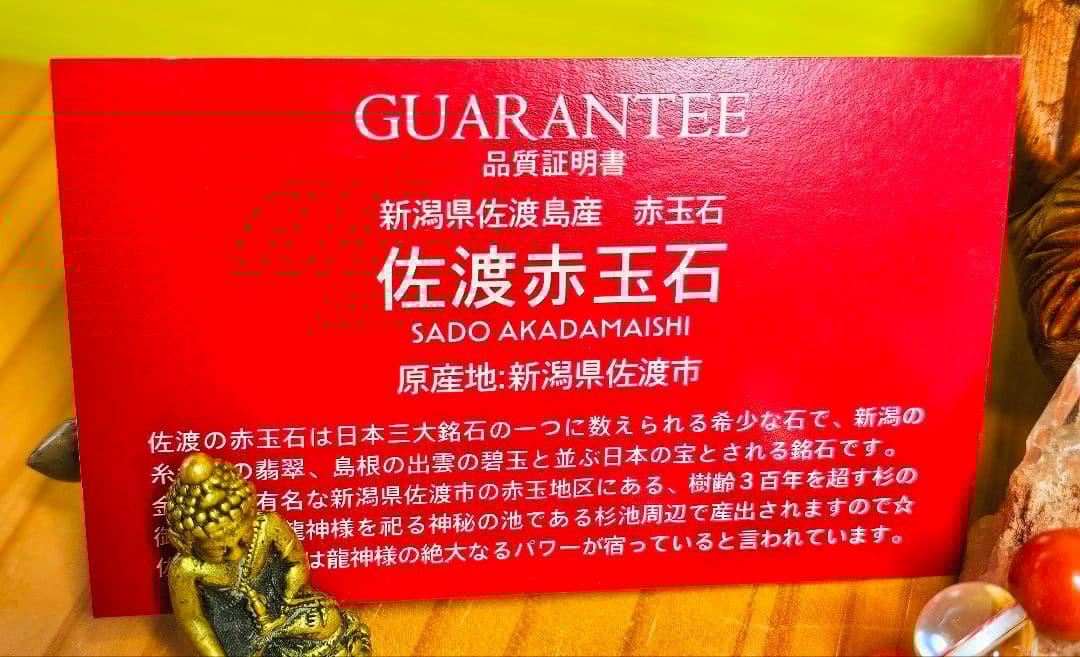 GUARANTEE
品質証明書
新潟県佐渡島産 赤玉石
佐渡赤玉石
SADO AKADAMAISHI
原産地:新潟県佐渡市
佐渡の赤玉石は日本三大銘石の一つに数えられる希少な石で、新潟の
糸 の翡翠、島根の出雲の碧玉と並ぶ日本の宝とされる銘石です。
金 有名な新潟県佐渡市の赤玉地区にある、樹齢3百年を超す杉の
龍神様を祀る神秘の池である杉池周辺で産出されますので☆
は龍神様の絶大なるパワーが宿っていると言われています。